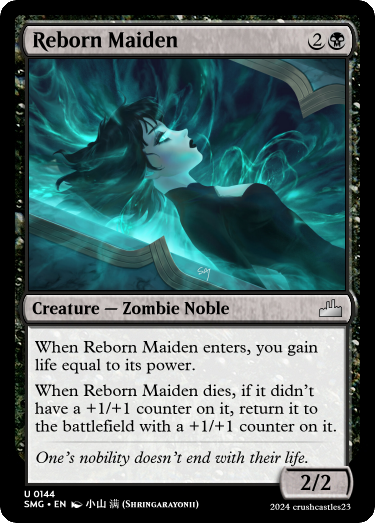 Reborn Maiden 2
sg
Creature — Zombie Noble
When Reborn Maiden enters, you gain
life equal to its power.
When Reborn Maiden dies, if it didn't
have a +1/+1 counter on it, return it to
the battlefield with a +1/+1 counter on it.
One's nobility doesn't end with their life.
2/2
U 0144
SMG • EN 小山 满 (Shringarayonii)
2024 crushcastles23